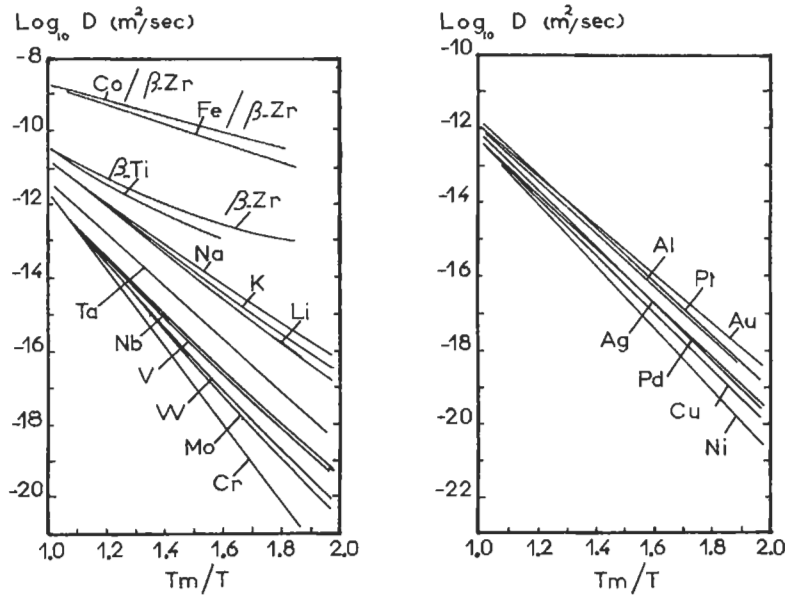 Log₁₀ D (m²/sec)
-8
-10
-12
-14
-16
-18
-20
Co/β-Zr
Fe/β-Zr
β-Ti
β-Zr
Na
K
Li
Ta
Nb
V
W
Mo
Cr
1.0 1.2 1.4 1.6 1.8 2.0
Tm/T
Log₁₀ D (m²/sec)
-10
-12
-14
-16
-18
-20
-22
Al
Pt
Au
Ag
Pd
Cu
Ni
1.0 1.2 1.4 1.6 1.8 2.0
Tm/T